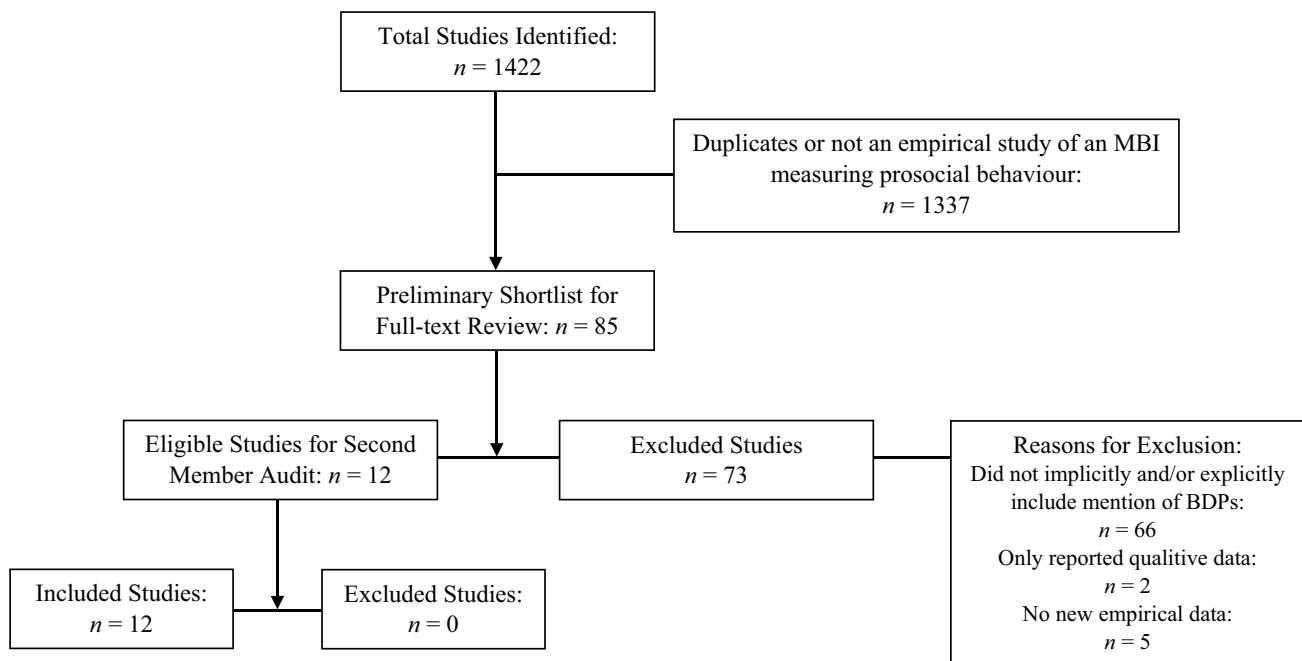 Total Studies Identified:
n = 1422
Duplicates or not an empirical study of an MBI
measuring prosocial behaviour:
n = 1337
Preliminary Shortlist for
Full-text Review: n = 85
Eligible Studies for Second
Member Audit: n = 12
Excluded Studies
n = 73
Reasons for Exclusion:
Did not implicitly and/or explicitly
include mention of BDPs:
n = 66
Only reported qualitive data:
n = 2
No new empirical data:
n = 5
Included Studies:
n = 12
Excluded Studies:
n = 0